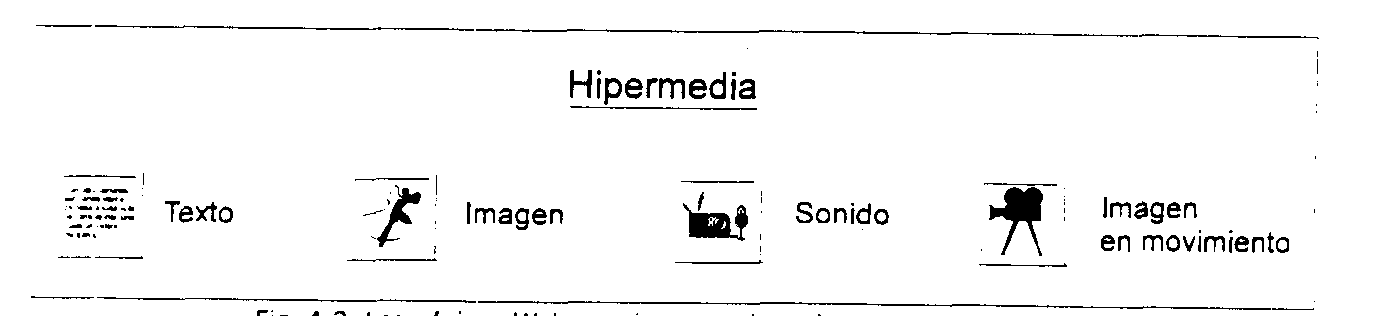 Hipermedia
Texto
Imagen
Sonido
Imagen
en movimiento